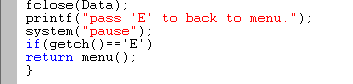 fclose(Data);
printf("pass 'E' to back to menu.");
system("pause");
if(getch()=='E')
return menu();
}